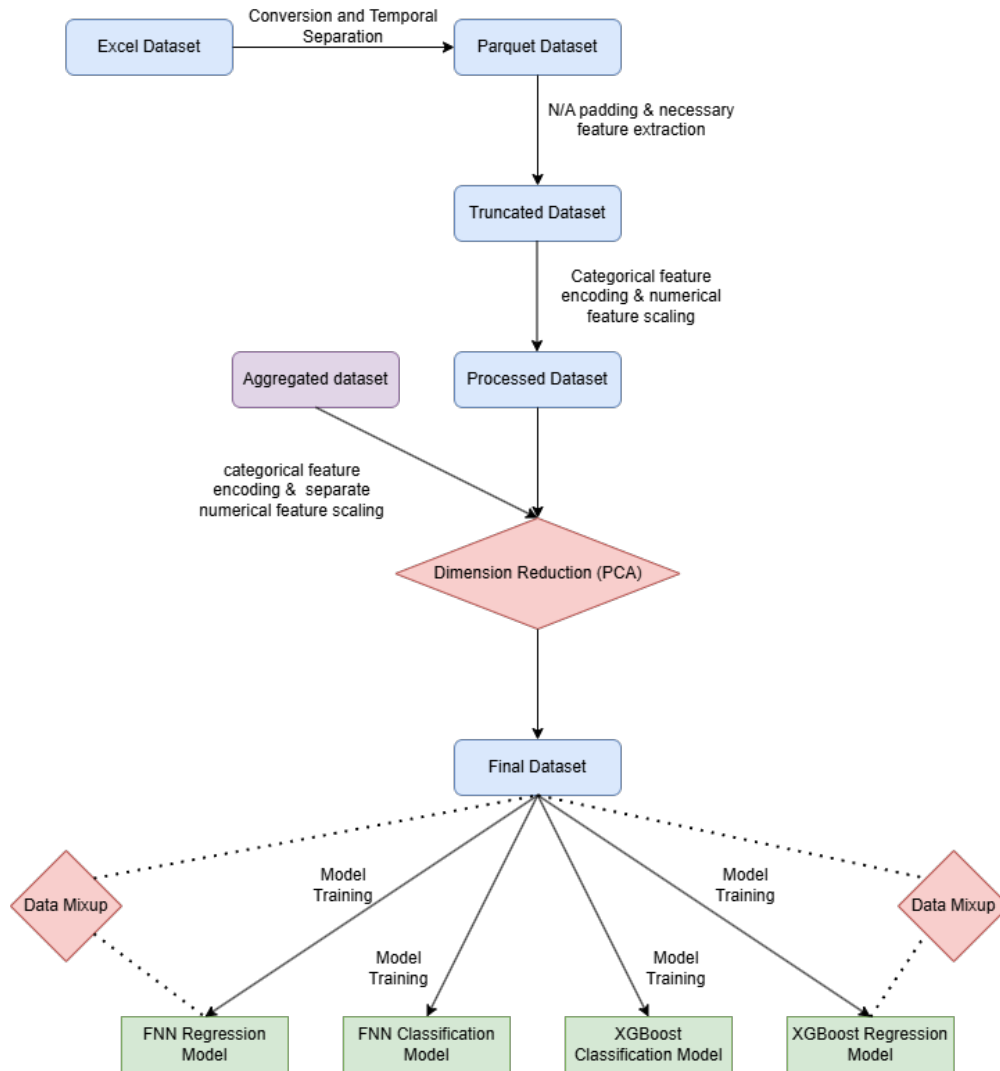 Conversion and Temporal
Separation
Excel Dataset
Parquet Dataset
N/A padding & necessary
feature extraction
Truncated Dataset
Categorical feature
encoding & numerical
feature scaling
Aggregated dataset
Processed Dataset
categorical feature
encoding & separate
numerical feature scaling
Dimension Reduction (PCA)
Final Dataset
Model
Training
Model
Training
Data Mixup
Data Mixup
Model
Training
Model
Training
FNN Regression
Model
FNN Classification
Model
XGBoost
Classification Model
XGBoost Regression
Model